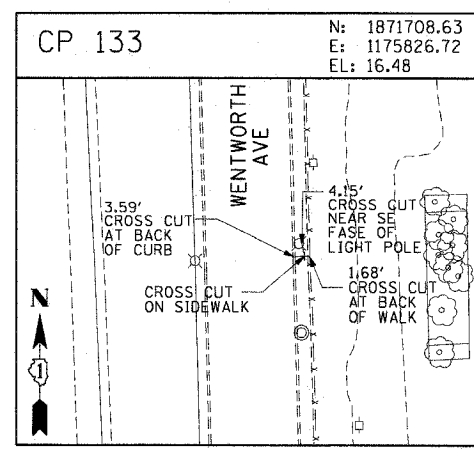 CP 133
N: 1871708.63
E: 1175826.72
EL: 16.48
WENTWORTH
AVE
3.59'
CROSS CUT
AT BACK
OF CURB
4.15'
CROSS CUT
NEAR SE
FASE OF
LIGHT POLE
CROSS CUT
ON SIDEWALK
1.68'
CROSS CUT
AT BACK
OF WALK
N
1